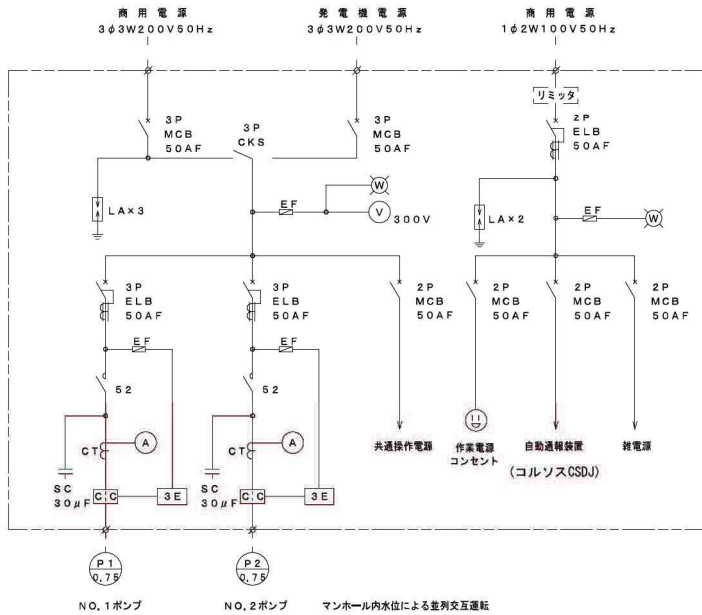 商用電源
3φ3W200V50Hz
発電機電源
3φ3W200V50Hz
商用電源
1φ2W100V50Hz
リミッタ
3P
MCB
50AF
3P
CKS
3P
MCB
50AF
2P
ELB
50AF
LA×3
EF
W
V
300V
LA×2
EF
W
3P
ELB
50AF
3P
ELB
50AF
2P
MCB
50AF
2P
MCB
50AF
2P
MCB
50AF
2P
MCB
50AF
EF
EF
52
52
CT
A
CT
A
共通操作電源
作業電源
コンセント
自動通報装置
(コルソスCSDJ)
雑電源
SC
30μF
C C
3E
SC
30μF
C C
3E
P1
0.75
P2
0.75
NO.1ポンプ
NO.2ポンプ
マンホール内水位による並列交互運転